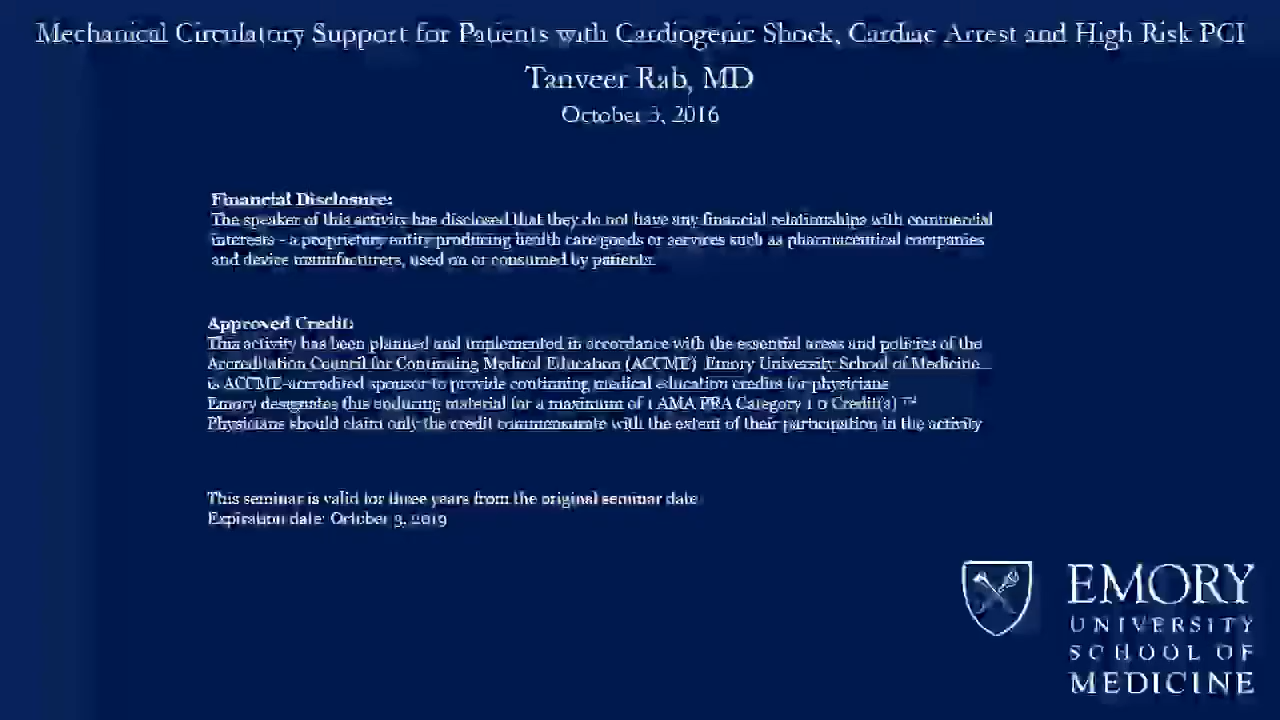 Mechanical Circulatory Support for Patients with Cardiogenic Shock, Cardiac Arrest and High Risk PCI
Tanveer Rab, MD
October 3, 2016
Financial Disclosure:
The speaker of this activity has disclosed that they do not have any financial relationships with commercial
interests - a proprietary entity producing health care goods or services such as pharmaceutical companies
and device manufacturers, used on or consumed by patients.
Approved Credit:
This activity has been planned and implemented in accordance with the essential areas and policies of the
Accreditation Council for Continuing Medical Education (ACCME). Emory University School of Medicine
is ACCME-accredited sponsor to provide continuing medical education credits for physicians
Emory designates this enduring material for a maximum of 1 AMA PRA Category 1.0 Credit(s) ™
Physicians should claim only the credit commensurate with the extent of their participation in the activity
This seminar is valid for three years from the original seminar date
Expiration date: October 3, 2019
EMORY
UNIVERSITY
SCHOOL OF
MEDICINE